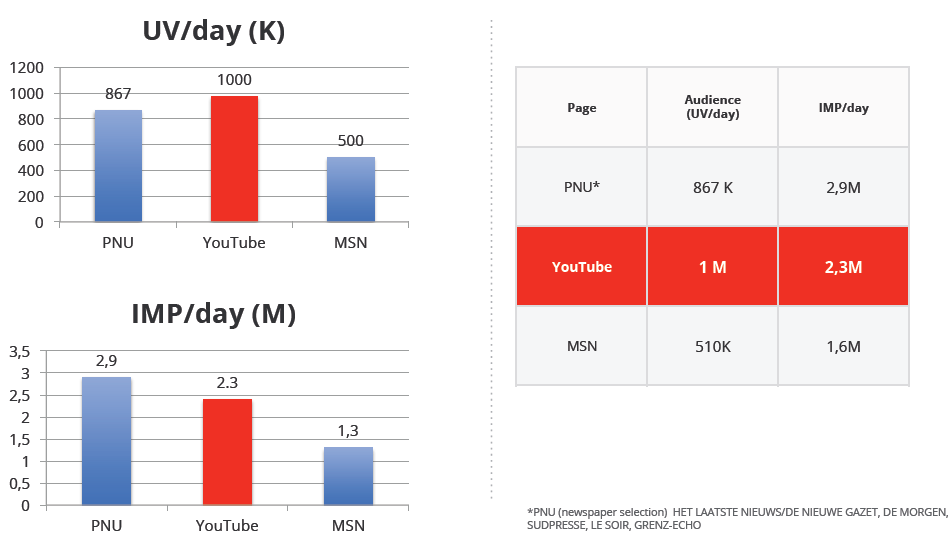 UV/day (K)
1200
1000
800
600
400
200
0
867
1000
500
PNU
YouTube
MSN
IMP/day (M)
3,5
3
2,5
2
1,5
1
0,5
0
2,9
2.3
1,3
PNU
YouTube
MSN
Page
Audience
(UV/day)
IMP/day
PNU*
867 K
2,9M
YouTube
1 M
2,3M
MSN
510K
1,6M
*PNU (newspaper selection) HET LAATSTE NIEUWS/DE NIEUWE GAZET, DE MORGEN,
SUDPRESSE, LE SOIR, GRENZ-ECHO